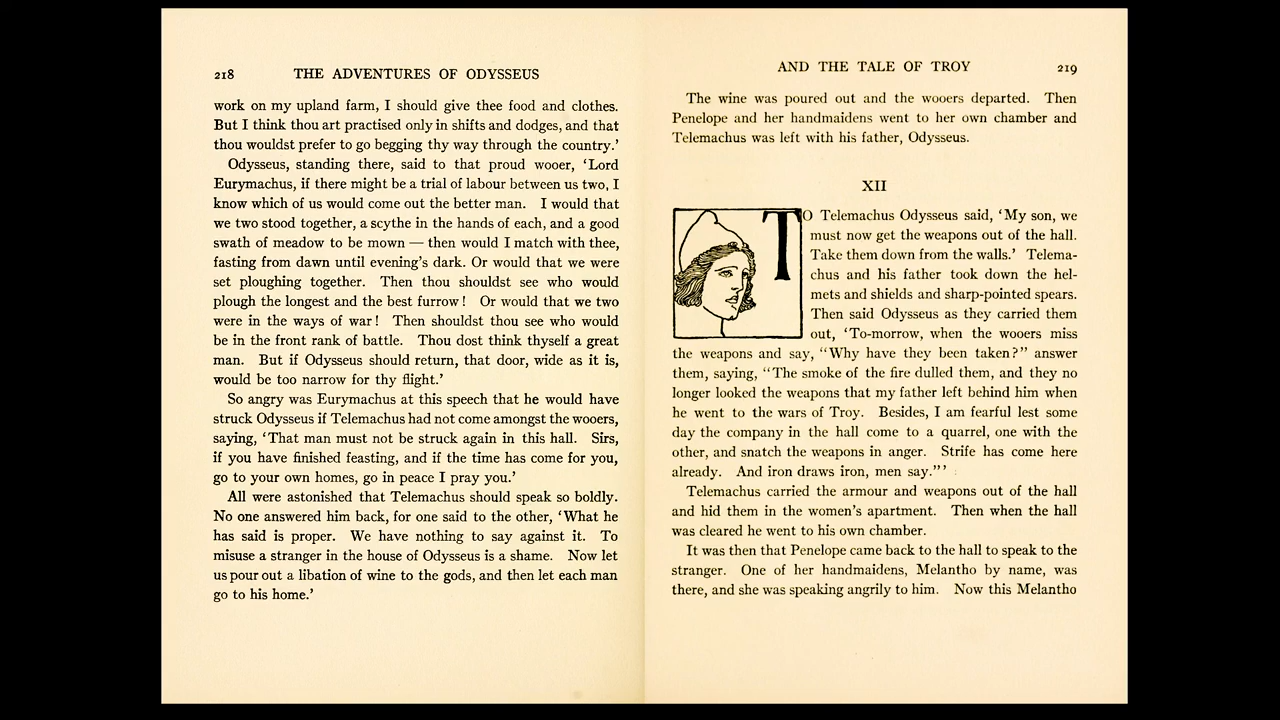 218 THE ADVENTURES OF ODYSSEUS
work on my upland farm, I should give thee food and clothes.
But I think thou art practised only in shifts and dodges, and that
thou wouldst prefer to go begging thy way through the country.’
Odysseus, standing there, said to that proud wooer, ‘Lord
Eurymachus, if there might be a trial of labour between us two, I
know which of us would come out the better man. I would that
we two stood together, a scythe in the hands of each, and a good
swath of meadow to be mown — then would I match with thee,
fasting from dawn until evening’s dark. Or would that we were
set ploughing together. Then thou shouldst see who would
plough the longest and the best furrow! Or would that we two
were in the ways of war! Then shouldst thou see who would
be in the front rank of battle. Thou dost think thyself a great
man. But if Odysseus should return, that door, wide as it is,
would be too narrow for thy flight.’
So angry was Eurymachus at this speech that he would have
struck Odysseus if Telemachus had not come amongst the wooers,
saying, ‘That man must not be struck again in this hall. Sirs,
if you have finished feasting, and if the time has come for you,
go to your own homes, go in peace I pray you.’
All were astonished that Telemachus should speak so boldly.
No one answered him back, for one said to the other, ‘What he
has said is proper. We have nothing to say against it. To
misuse a stranger in the house of Odysseus is a shame. Now let
us pour out a libation of wine to the gods, and then let each man
go to his home.’
AND THE TALE OF TROY 219
The wine was poured out and the wooers departed. Then
Penelope and her handmaidens went to her own chamber and
Telemachus was left with his father, Odysseus.
XII
TO Telemachus Odysseus said, ‘My son, we
must now get the weapons out of the hall.
Take them down from the walls.’ Telema-
chus and his father took down the hel-
mets and shields and sharp-pointed spears.
Then said Odysseus as they carried them
out, ‘To-morrow, when the wooers miss
the weapons and say, “Why have they been taken?” answer
them, saying, “The smoke of the fire dulled them, and they no
longer looked the weapons that my father left behind him when
he went to the wars of Troy. Besides, I am fearful lest some
day the company in the hall come to a quarrel, one with the
other, and snatch the weapons in anger. Strife has come here
already. And iron draws iron, men say.”’
Telemachus carried the armour and weapons out of the hall
and hid them in the women’s apartment. Then when the hall
was cleared he went to his own chamber.
It was then that Penelope came back to the hall to speak to the
stranger. One of her handmaidens, Melantho by name, was
there, and she was speaking angrily to him. Now this Melantho